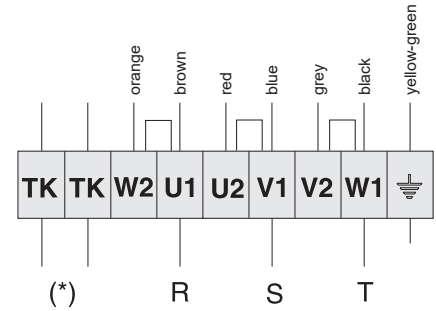 orange brown red blue grey black yellow-green
TK TK W2 U1 U2 V1 V2 W1
(*) R S T